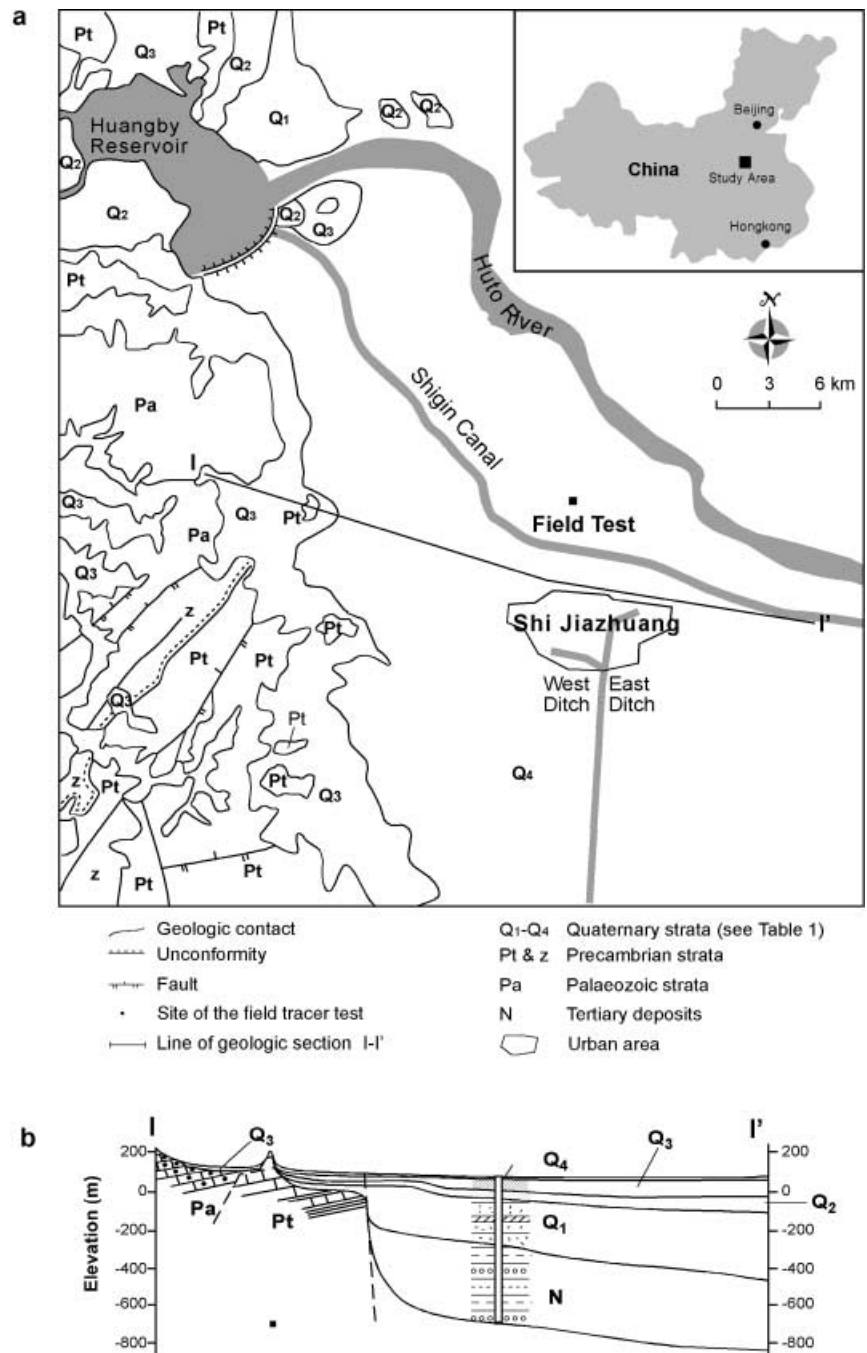 a
Pt
Q3
Q2
Q1
Q2
Q2
Huangby
Reservoir
Q2
Q2
Q2
Q3
Pt
Beijing
China
Study Area
Hongkong
N
0 3 6 km
Huto River
Shigin Canal
Pa
I
Q3
Pt
Q3
Pa
Field Test
Q3
z
Pt
Pt
Pt
Shi Jiazhuang
I'
Q3
West
Ditch
East
Ditch
Pt
z
Pt
Pt
Q3
Q4
z
Pt
Pt
Geologic contact
Unconformity
Fault
Site of the field tracer test
Line of geologic section I-I'
Q1-Q4 Quaternary strata (see Table 1)
Pt & z Precambrian strata
Pa Palaeozoic strata
N Tertiary deposits
Urban area
b
I
I'
Elevation (m)
200
0
-200
-400
-600
-800
Q3
Pa
Pt
Q4
Q3
Q2
Q1
N
200
0
-200
-400
-600
-800